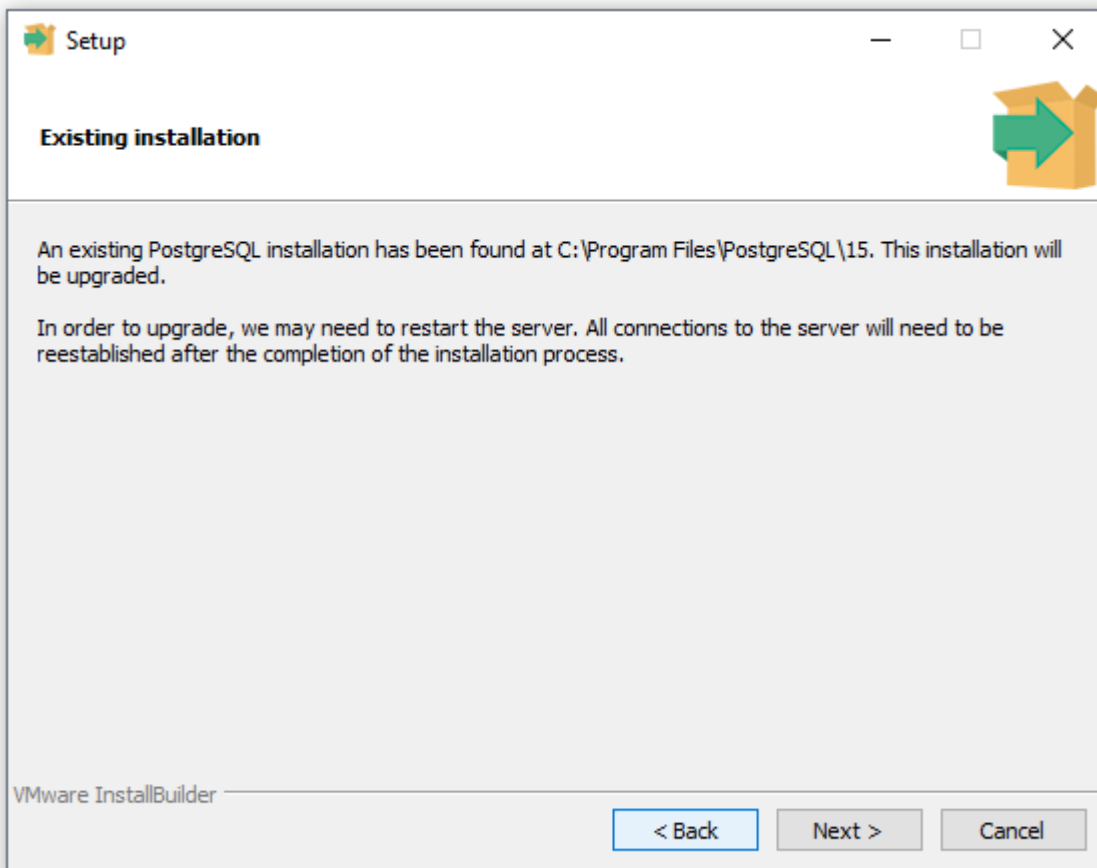 Setup
Existing installation
An existing PostgreSQL installation has been found at C:\Program Files\PostgreSQL\15. This installation will
be upgraded.
In order to upgrade, we may need to restart the server. All connections to the server will need to be
reestablished after the completion of the installation process.
VMware InstallBuilder
< Back
Next >
Cancel